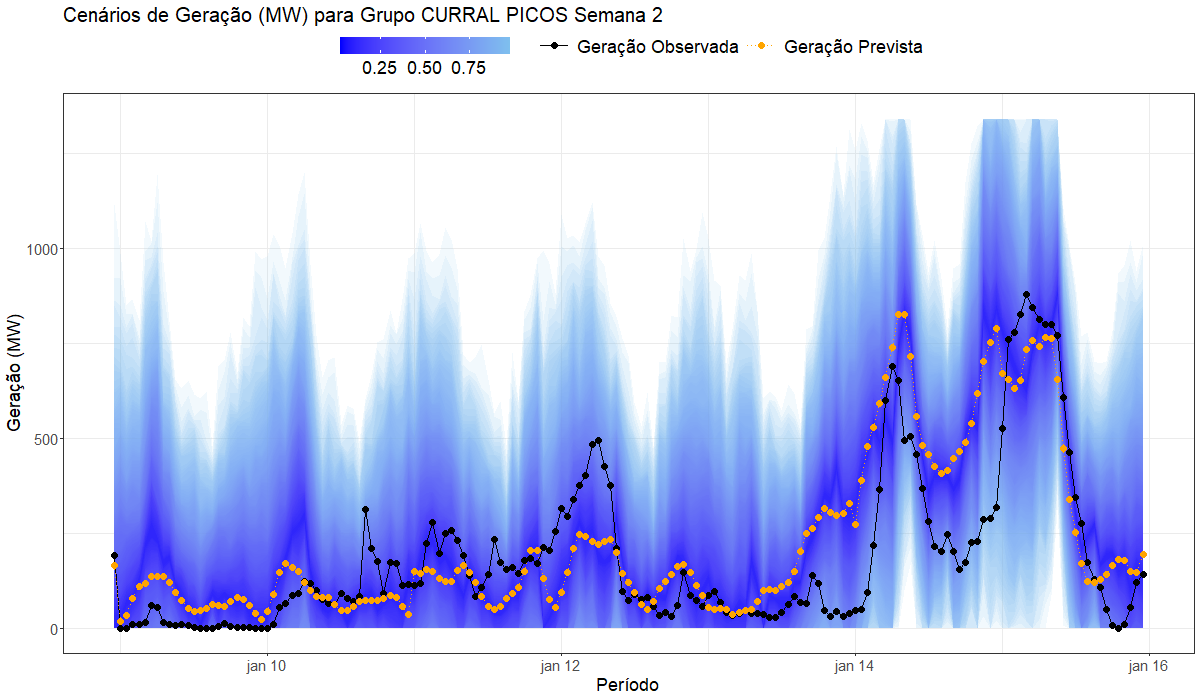 Cenários de Geração (MW) para Grupo CURRAL PICOS Semana 2
0.25 0.50 0.75
Geração Observada
Geração Prevista
Geração (MW)
1000
500
0
jan 10
jan 12
jan 14
jan 16
Período